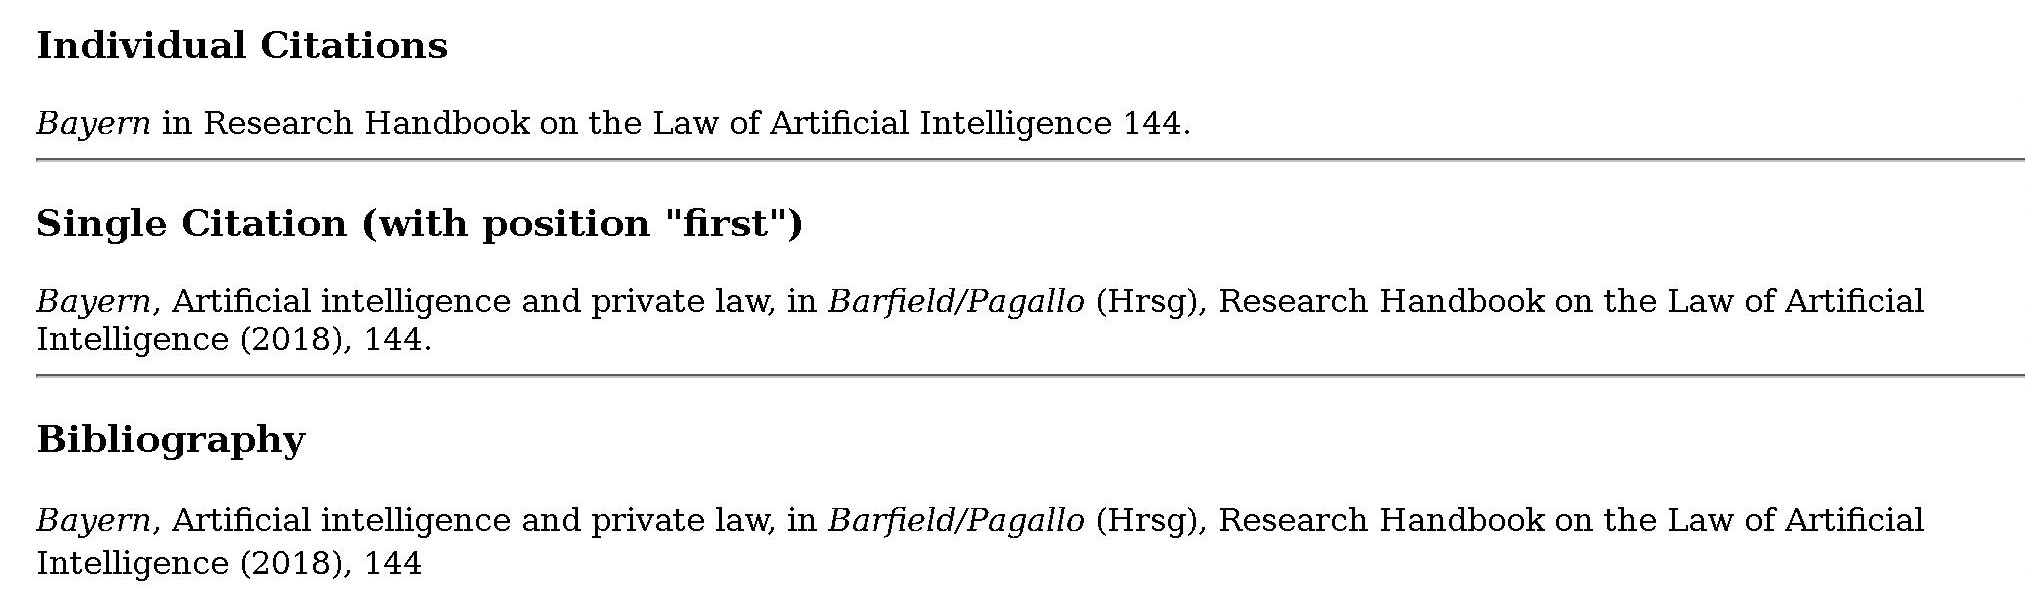 Individual Citations
Bayern in Research Handbook on the Law of Artificial Intelligence 144.
Single Citation (with position "first")
Bayern, Artificial intelligence and private law, in Barfield/Pagallo (Hrsg), Research Handbook on the Law of Artificial
Intelligence (2018), 144.
Bibliography
Bayern, Artificial intelligence and private law, in Barfield/Pagallo (Hrsg), Research Handbook on the Law of Artificial
Intelligence (2018), 144